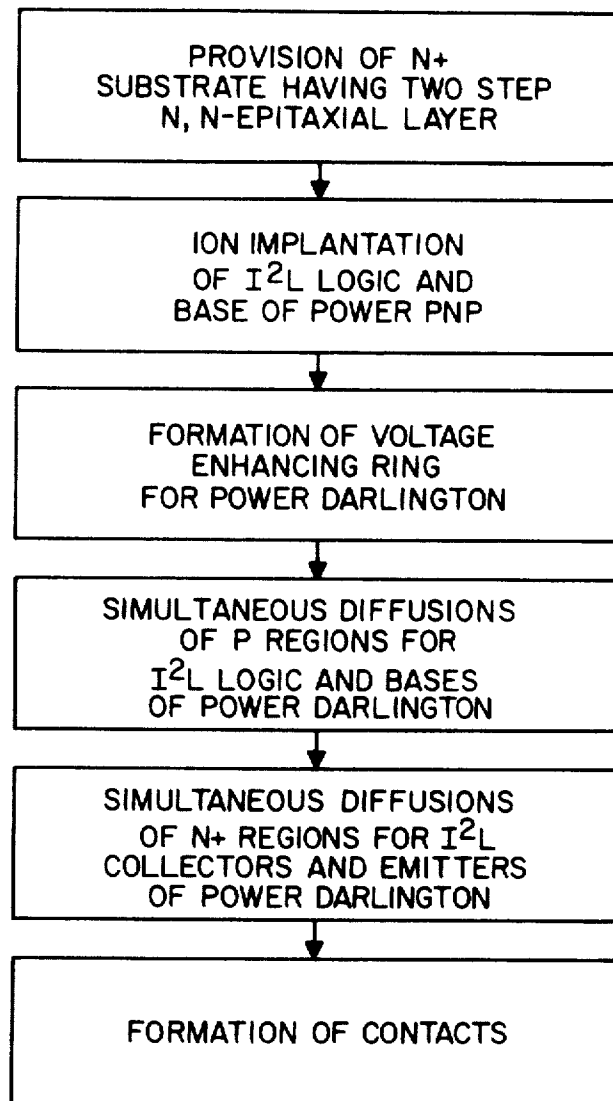 PROVISION OF N+
SUBSTRATE HAVING TWO STEP
N, N-EPITAXIAL LAYER
ION IMPLANTATION
OF I²L LOGIC AND
BASE OF POWER PNP
FORMATION OF VOLTAGE
ENHANCING RING
FOR POWER DARLINGTON
SIMULTANEOUS DIFFUSIONS
OF P REGIONS FOR
I²L LOGIC AND BASES
OF POWER DARLINGTON
SIMULTANEOUS DIFFUSIONS
OF N+ REGIONS FOR I²L
COLLECTORS AND EMITTERS
OF POWER DARLINGTON
FORMATION OF CONTACTS